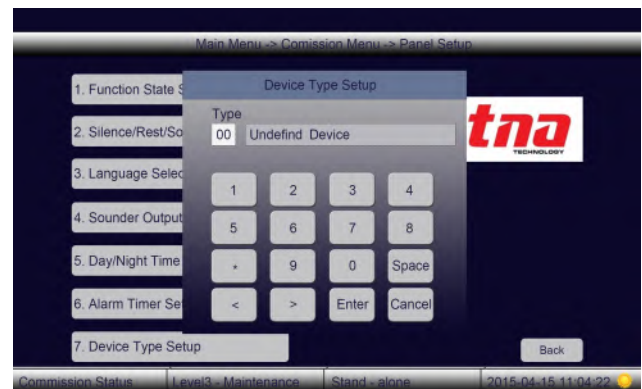 Main Menu -> Comission Menu -> Panel Setup
1. Function State S
Device Type Setup
Type
00 Undefind Device
2. Silence/Rest/So
tna
TECHNOLOGY
3. Language Selec
1 2 3 4
4. Sounder Output
5 6 7 8
5. Day/Night Time
* 9 0 Space
6. Alarm Timer Se
< > Enter Cancel
7. Device Type Setup
Back
Commission Status Level3 - Maintenance Stand - alone 2015-04-15 11:04:22